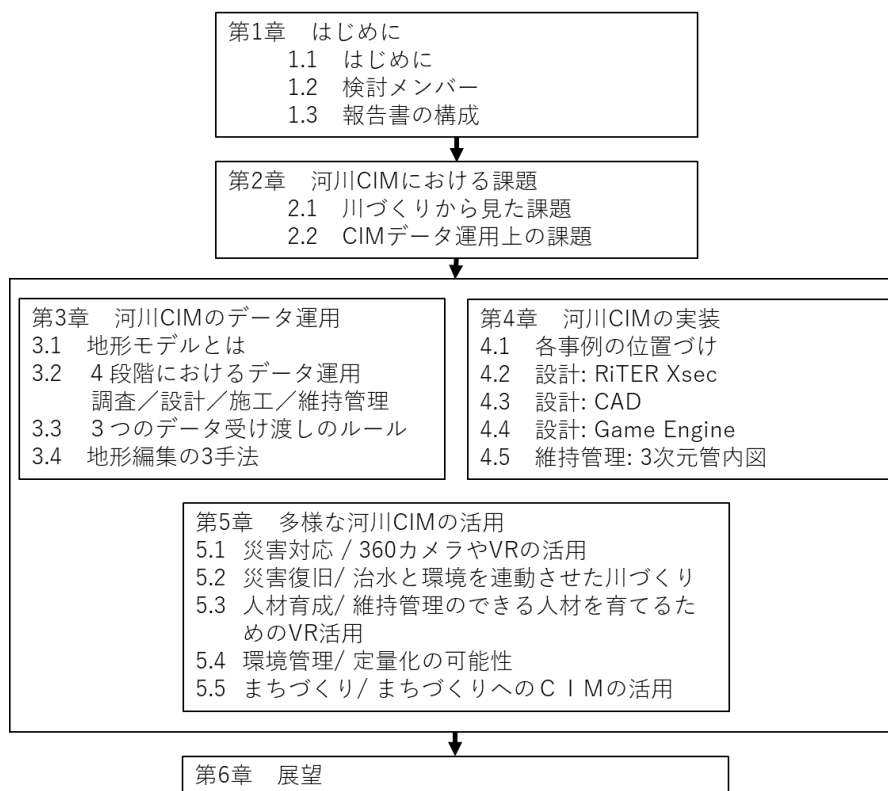 第1章　はじめに
1.1　はじめに
1.2　検討メンバー
1.3　報告書の構成
第2章　河川CIMにおける課題
2.1　川づくりから見た課題
2.2　CIMデータ運用上の課題
第3章　河川CIMのデータ運用
3.1　地形モデルとは
3.2　４段階におけるデータ運用
調査／設計／施工／維持管理
3.3　３つのデータ受け渡しのルール
3.4　地形編集の3手法
第4章　河川CIMの実装
4.1　各事例の位置づけ
4.2　設計: RiTER Xsec
4.3　設計: CAD
4.4　設計: Game Engine
4.5　維持管理: 3次元管内図
第5章　多様な河川CIMの活用
5.1　災害対応 / 360カメラやVRの活用
5.2　災害復旧/ 治水と環境を連動させた川づくり
5.3　人材育成/ 維持管理のできる人材を育てるた
めのVR活用
5.4　環境管理/ 定量化の可能性
5.5　まちづくり/ まちづくりへのＣＩＭの活用
第6章　展望